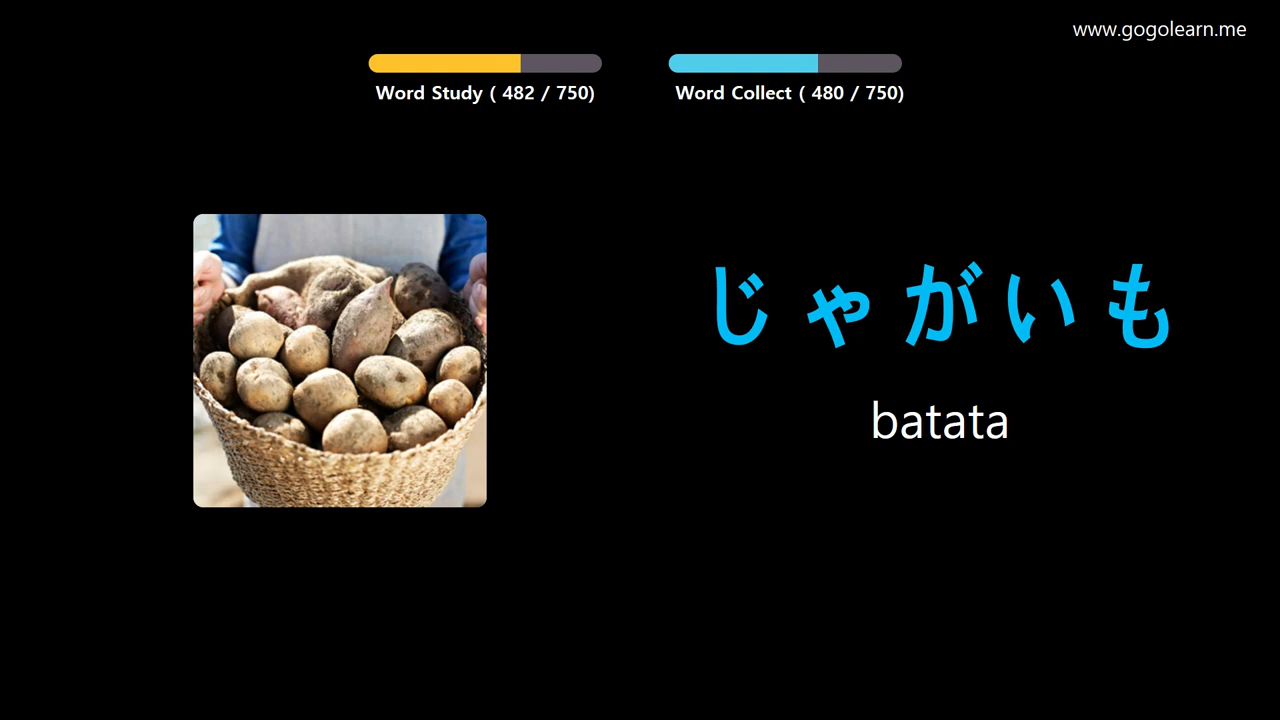 www.gogolearn.me
Word Study ( 482 / 750)
Word Collect ( 480 / 750)
じゃがいも
batata